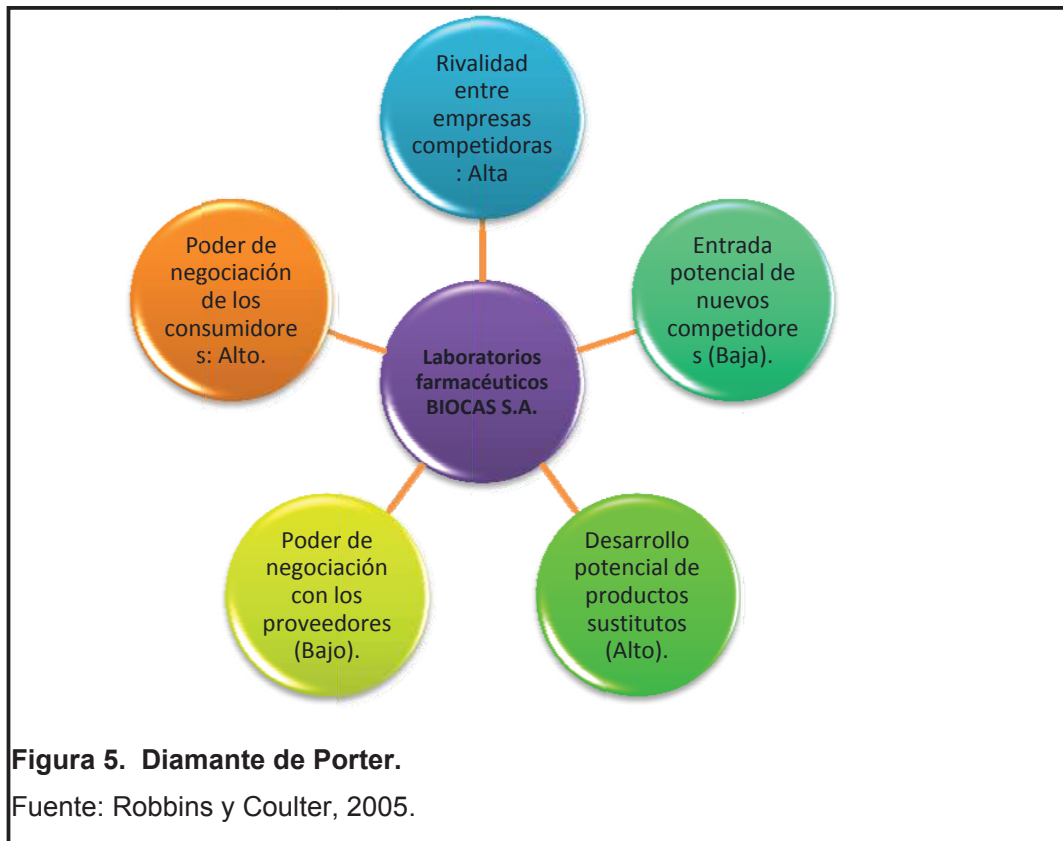 Rivalidad
entre
empresas
competidoras
: Alta
Poder de
negociación
de los
consumidore
s: Alto.
Entrada
potencial de
nuevos
competidore
s (Baja).
Laboratorios
farmacéuticos
BIOCAS S.A.
Poder de
negociación
con los
proveedores
(Bajo).
Desarrollo
potencial de
productos
sustitutos
(Alto).
Figura 5.  Diamante de Porter.
Fuente: Robbins y Coulter, 2005.